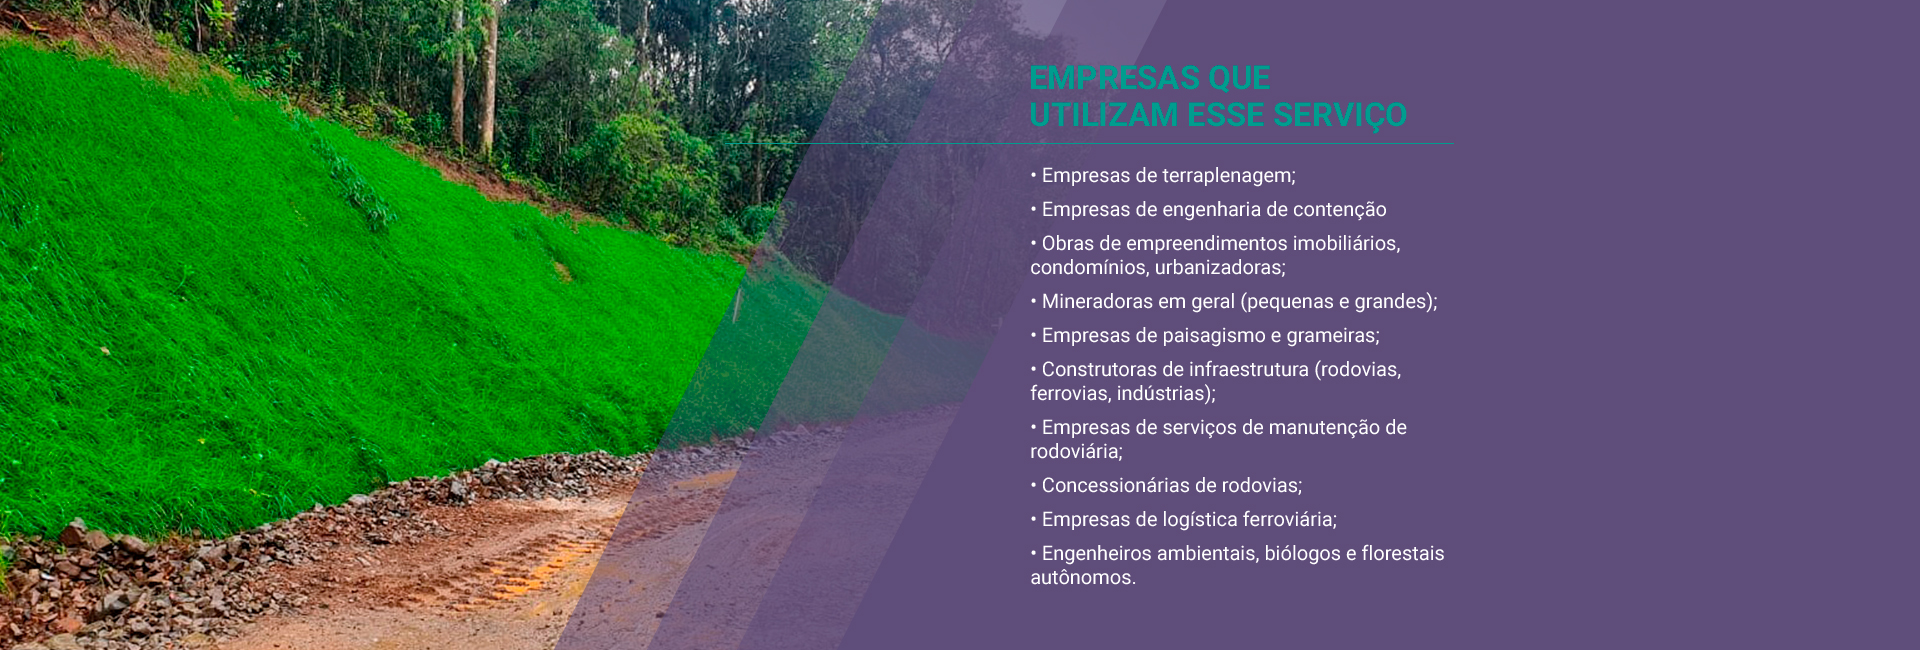 EMPRESAS QUE
UTILIZAM ESSE SERVIÇO
• Empresas de terraplenagem;
• Empresas de engenharia de contenção
• Obras de empreendimentos imobiliários,
condomínios, urbanizadoras;
• Mineradoras em geral (pequenas e grandes);
• Empresas de paisagismo e grameiras;
• Construtoras de infraestrutura (rodovias,
ferrovias, indústrias);
• Empresas de serviços de manutenção de
rodoviária;
• Concessionárias de rodovias;
• Empresas de logística ferroviária;
• Engenheiros ambientais, biólogos e florestais
autônomos.